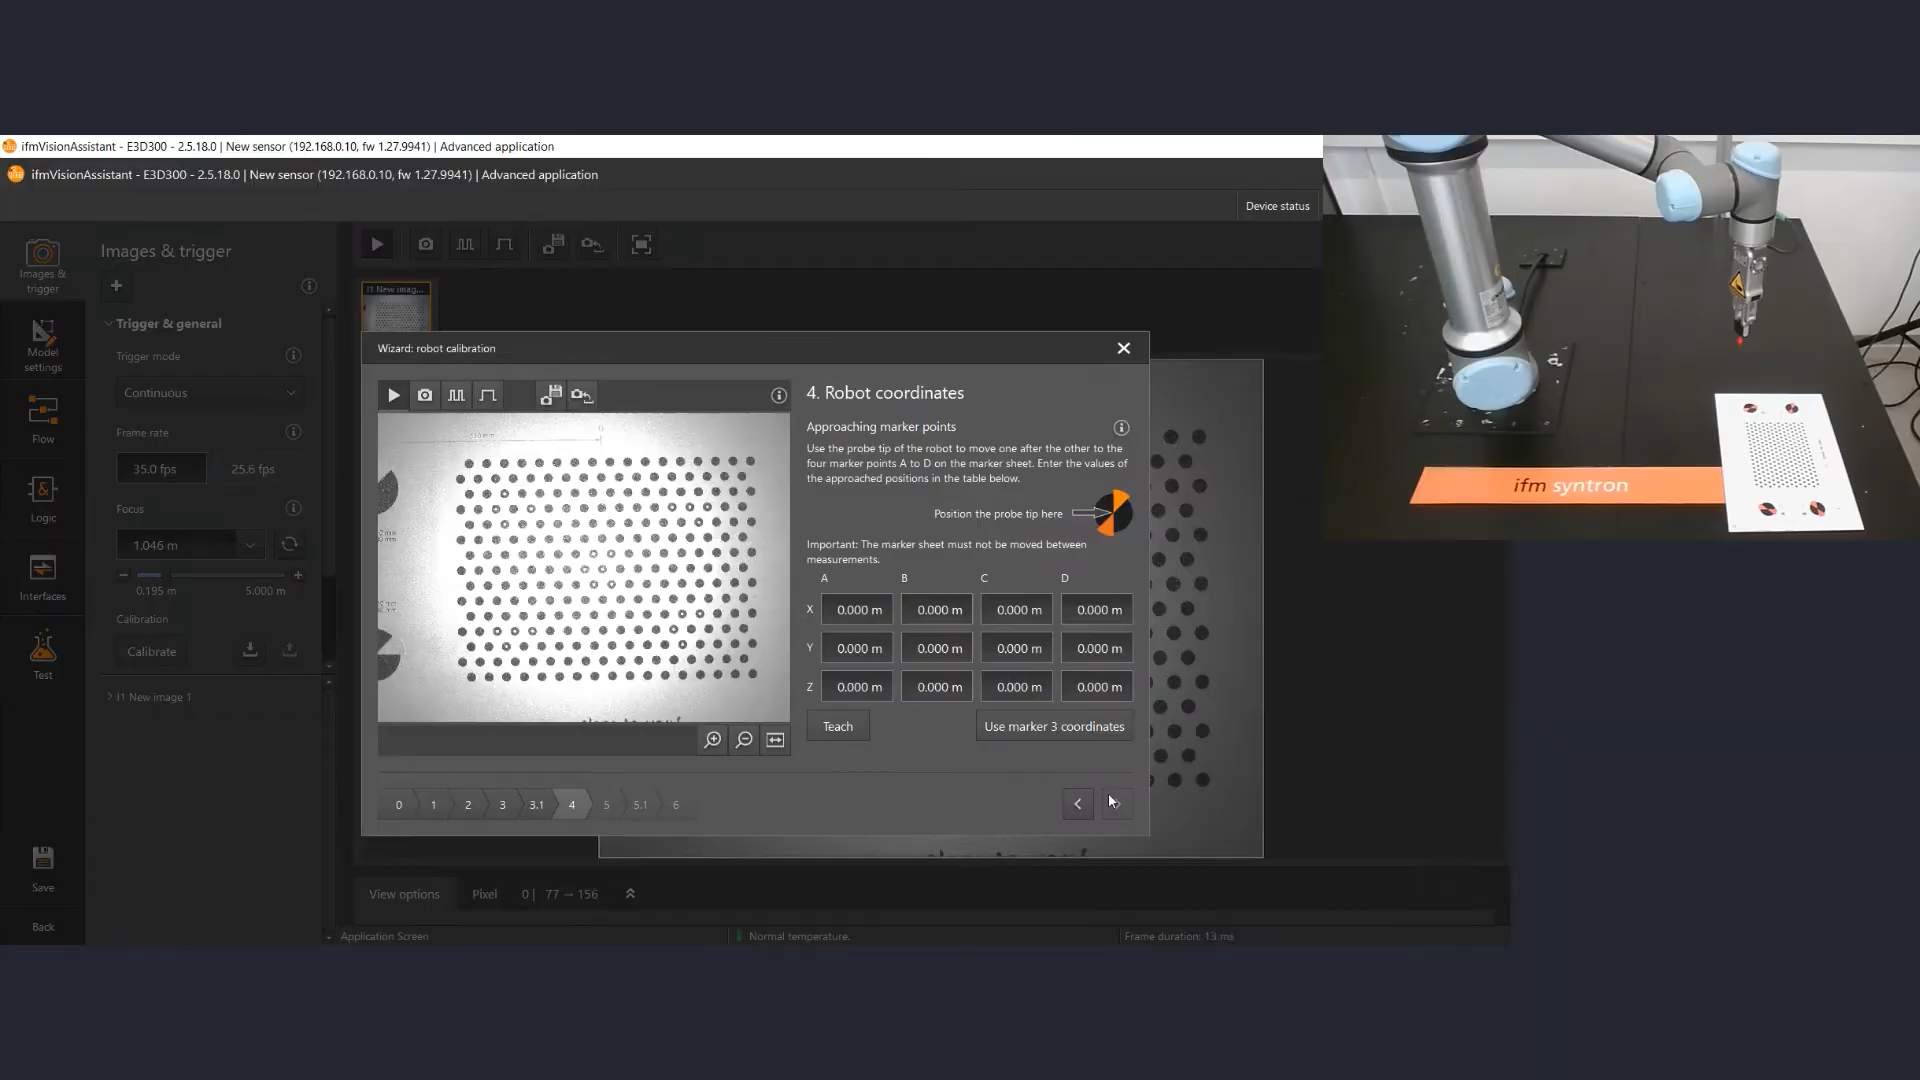 ifmVisionAssistant - E3D300 - 2.5.18.0 | New sensor (192.168.0.10, fw 1.27.9941) | Advanced application
ifmVisionAssistant - E3D300 - 2.5.18.0 | New sensor (192.168.0.10, fw 1.27.9941) | Advanced application
Device status
Images & trigger
Images & trigger
Model settings
Flow
Logic
Interfaces
Test
Save
Back
Trigger & general
Trigger mode
Continuous
Frame rate
35.0 fps
25.6 fps
Focus
1.046 m
0.195 m
5.000 m
Calibration
Calibrate
I1 New image 1
I1 New imag...
Wizard: robot calibration
4. Robot coordinates
Approaching marker points
Use the probe tip of the robot to move one after the other to the
four marker points A to D on the marker sheet. Enter the values of
the approached positions in the table below.
Position the probe tip here
Important: The marker sheet must not be moved between
measurements.
A B C D
X 0.000 m 0.000 m 0.000 m 0.000 m
Y 0.000 m 0.000 m 0.000 m 0.000 m
Z 0.000 m 0.000 m 0.000 m 0.000 m
Teach
Use marker 3 coordinates
0 1 2 3 3.1 4 5 5.1 6
View options
Pixel
0 | 77 → 156
Application Screen
Normal temperature.
Frame duration: 13 ms
ifm syntron